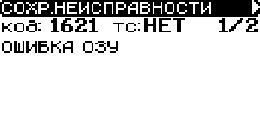 СОХР.НЕИСПРАВНОСТИ
код: 1621 тс:НЕТ 1/2
ОШИБКА ОЗУ